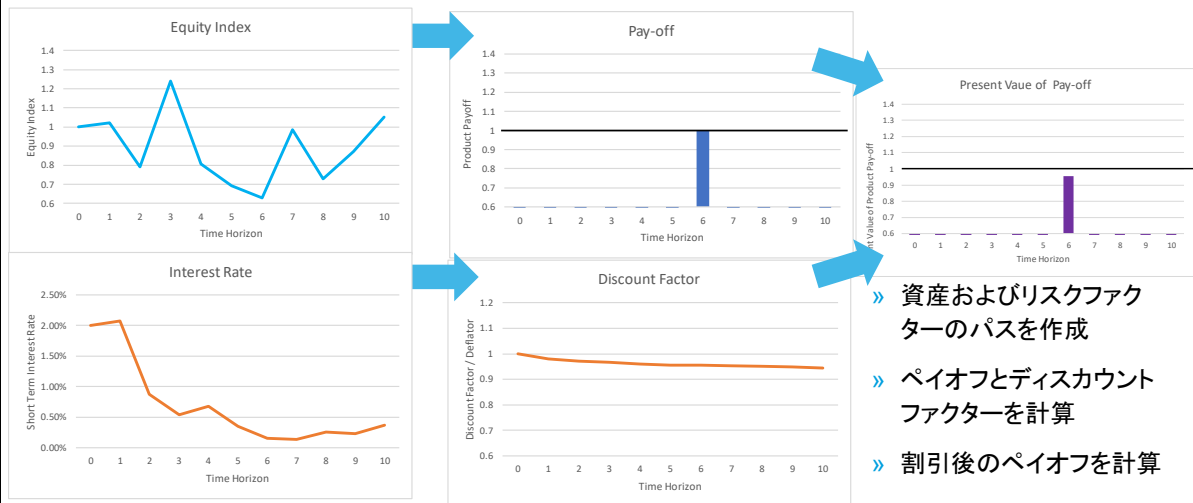 Equity Index
1.4
1.3
1.2
1.1
1
0.9
0.8
0.7
0.6
Equity Index
0 1 2 3 4 5 6 7 8 9 10
Time Horizon
Pay-off
1.4
1.3
1.2
1.1
1
0.9
0.8
0.7
0.6
Product Payoff
0 1 2 3 4 5 6 7 8 9 10
Time Horizon
Present Vaue of Pay-off
1.4
1.3
1.2
1.1
1
0.9
0.8
0.7
0.6
nt Value of Product Pay-off
0 1 2 3 4 5 6 7 8 9 10
Time Horizon
Interest Rate
2.50%
2.00%
1.50%
1.00%
0.50%
0.00%
Short Term Interest Rate
0 1 2 3 4 5 6 7 8 9 10
Time Horizon
Discount Factor
1.2
1.1
1
0.9
0.8
0.7
0.6
Discount Factor / Deflator
0 1 2 3 4 5 6 7 8 9 10
Time Horizon
» 資産およびリスクファク
ターのパスを作成
» ペイオフとディスカウント
ファクターを計算
» 割引後のペイオフを計算